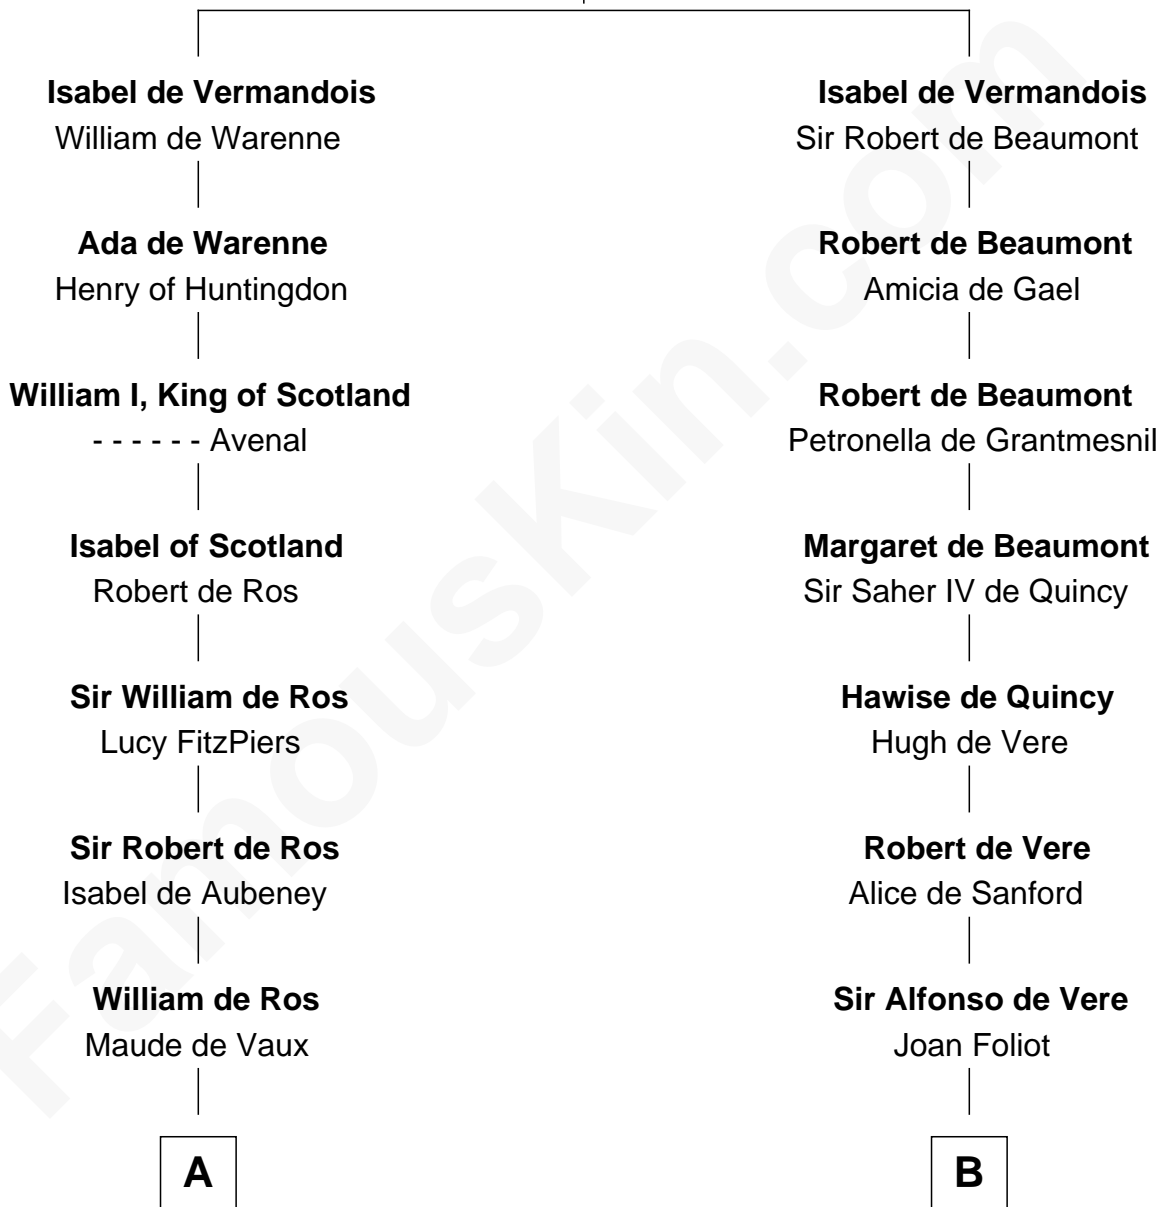 Isabel de Vermandois
William de Warenne
Ada de Warenne
Henry of Huntingdon
William I, King of Scotland
- - - - - - Avenal
Isabel of Scotland
Robert de Ros
Sir William de Ros
Lucy FitzPiers
Sir Robert de Ros
Isabel de Aubeney
William de Ros
Maude de Vaux
A
Isabel de Vermandois
Sir Robert de Beaumont
Robert de Beaumont
Amicia de Gael
Robert de Beaumont
Petronella de Grantmesnil
Margaret de Beaumont
Sir Saher IV de Quincy
Hawise de Quincy
Hugh de Vere
Robert de Vere
Alice de Sanford
Sir Alfonso de Vere
Joan Foliot
B
FamousKin.com